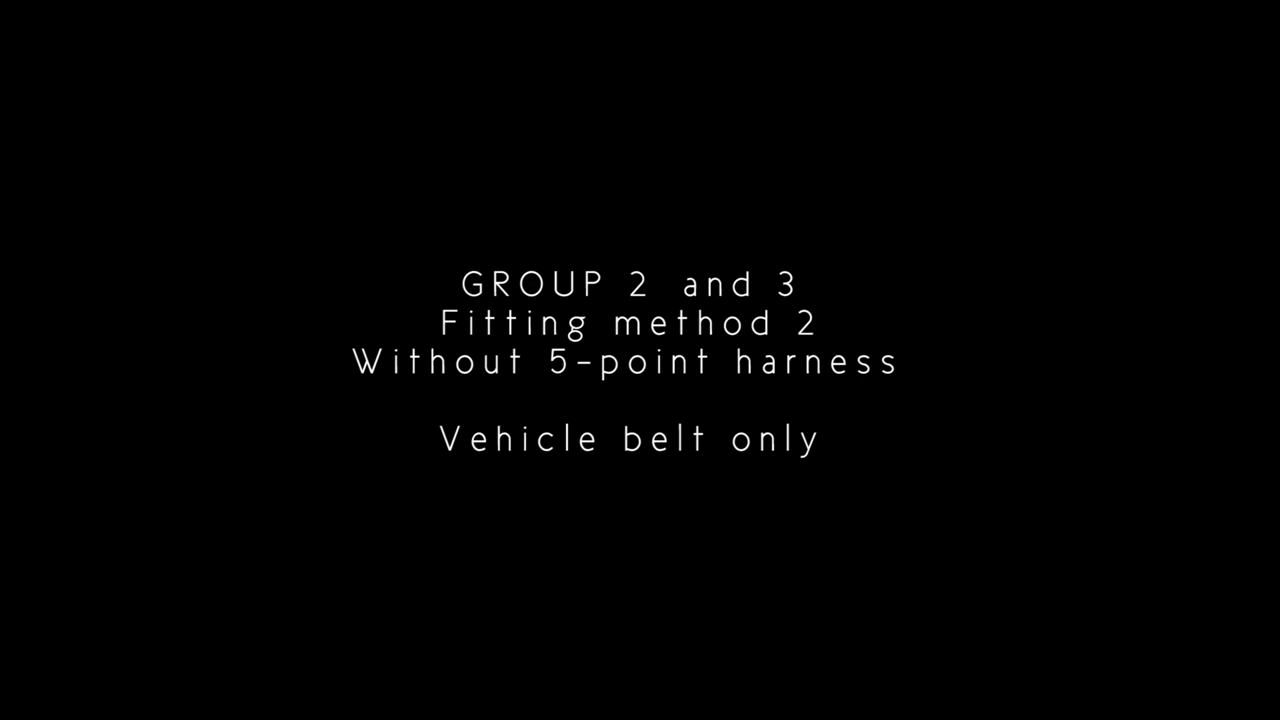 GROUP 2 and 3
Fitting method 2
Without 5-point harness
Vehicle belt only